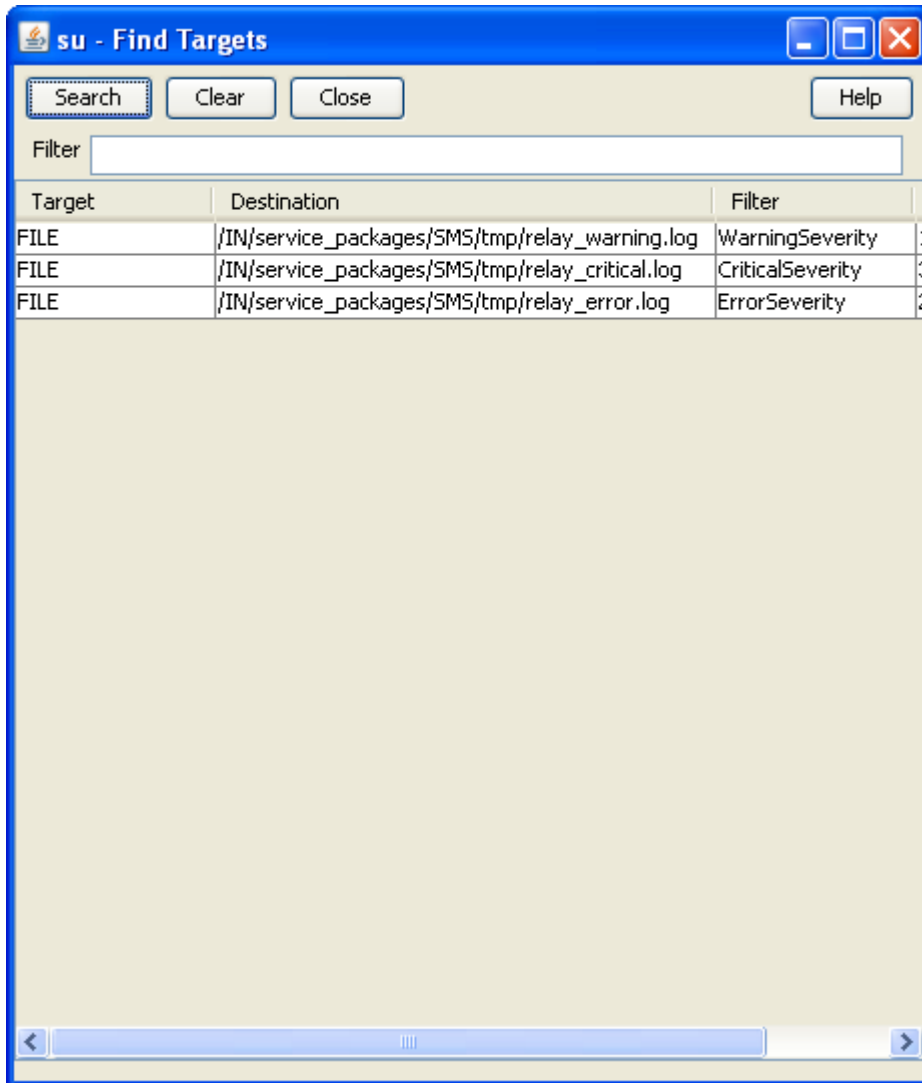 su - Find Targets
Search Clear Close Help
Filter
Target Destination Filter
FILE /IN/service_packages/SMS/tmp/relay_warning.log WarningSeverity
FILE /IN/service_packages/SMS/tmp/relay_critical.log CriticalSeverity
FILE /IN/service_packages/SMS/tmp/relay_error.log ErrorSeverity